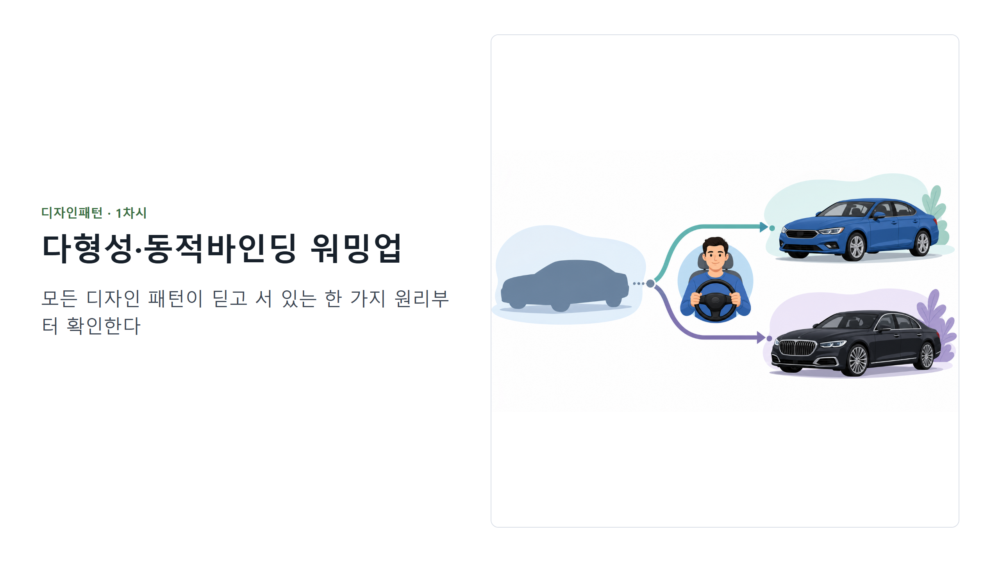 디자인패턴 · 1차시
다형성·동적바인딩 워밍업
모든 디자인 패턴이 딛고 서 있는 한 가지 원리부
터 확인한다